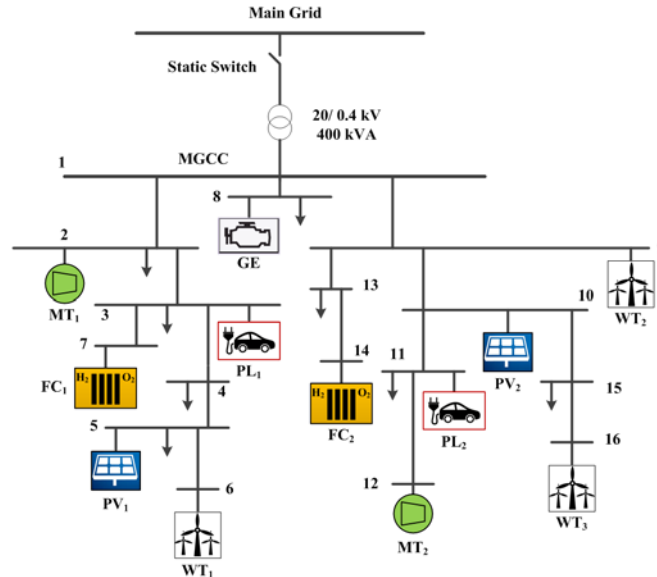 Main Grid
Static Switch
20/ 0.4 kV
400 kVA
1
MGCC
8
2
GE
MT₁
13
10
WT₂
3
7
PL₁
14
11
PV₂
FC₁
H₂ O₂
4
15
H₂ O₂
5
FC₂
PL₂
16
PV₁
6
12
WT₃
WT₁
MT₂